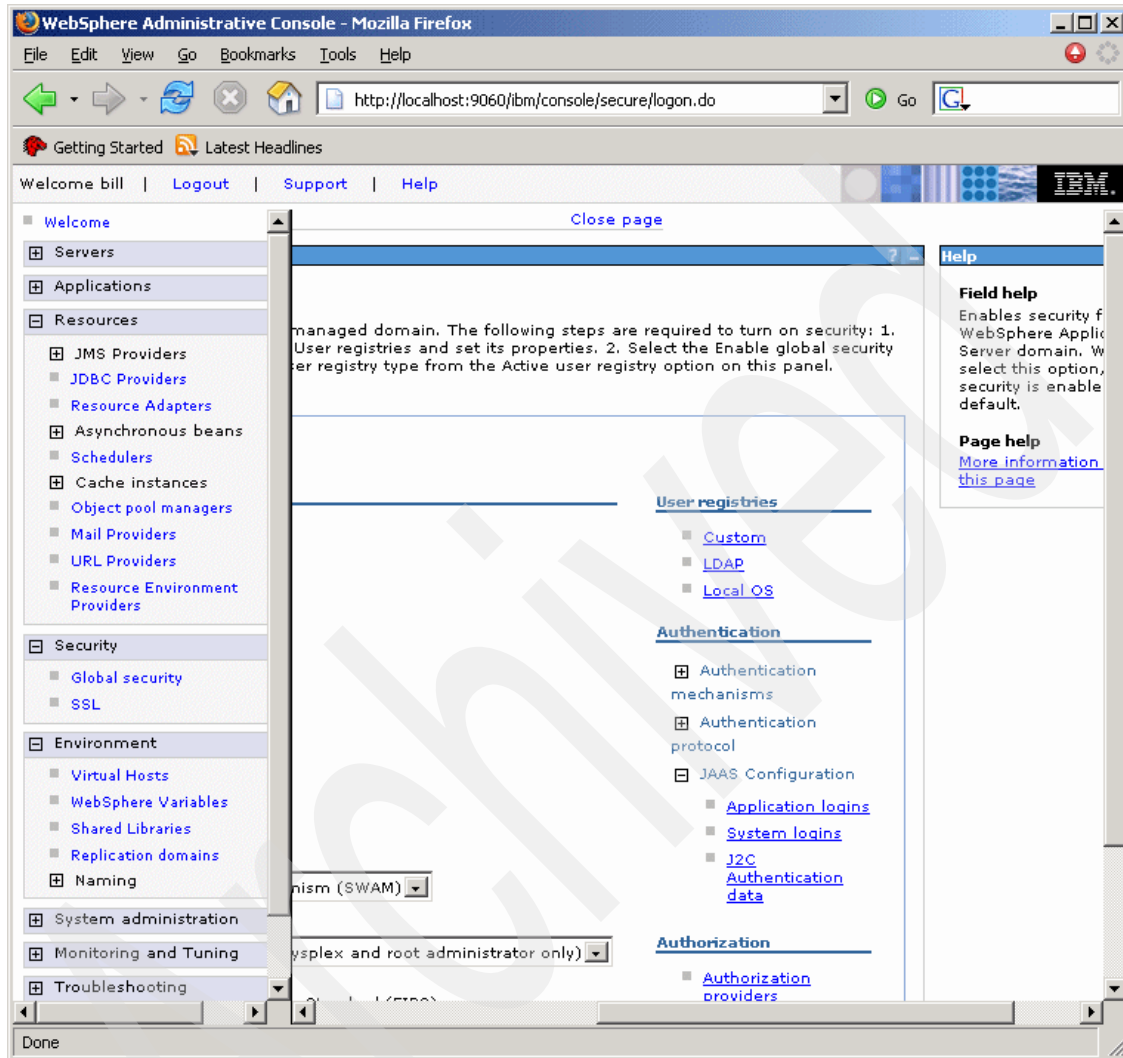 WebSphere Administrative Console - Mozilla Firefox
File Edit View Go Bookmarks Tools Help
http://localhost:9060/ibm/console/secure/logon.do Go G
Getting Started Latest Headlines
Welcome bill | Logout | Support | Help IBM.
Welcome
Servers
Applications
Resources
JMS Providers
JDBC Providers
Resource Adapters
Asynchronous beans
Schedulers
Cache instances
Object pool managers
Mail Providers
URL Providers
Resource Environment
Providers
Security
Global security
SSL
Environment
Virtual Hosts
WebSphere Variables
Shared Libraries
Replication domains
Naming
System administration
Monitoring and Tuning
Troubleshooting
Close page
? -
managed domain. The following steps are required to turn on security: 1.
User registries and set its properties. 2. Select the Enable global security
er registry type from the Active user registry option on this panel.
nism (SWAM)
ysplex and root administrator only)
User registries
Custom
LDAP
Local OS
Authentication
Authentication
mechanisms
Authentication
protocol
JAAS Configuration
Application logins
System logins
J2C
Authentication
data
Authorization
Authorization
providers
Help
Field help
Enables security f
WebSphere Applic
Server domain. W
select this option,
security is enable
default.
Page help
More information
this page
Done
Archived